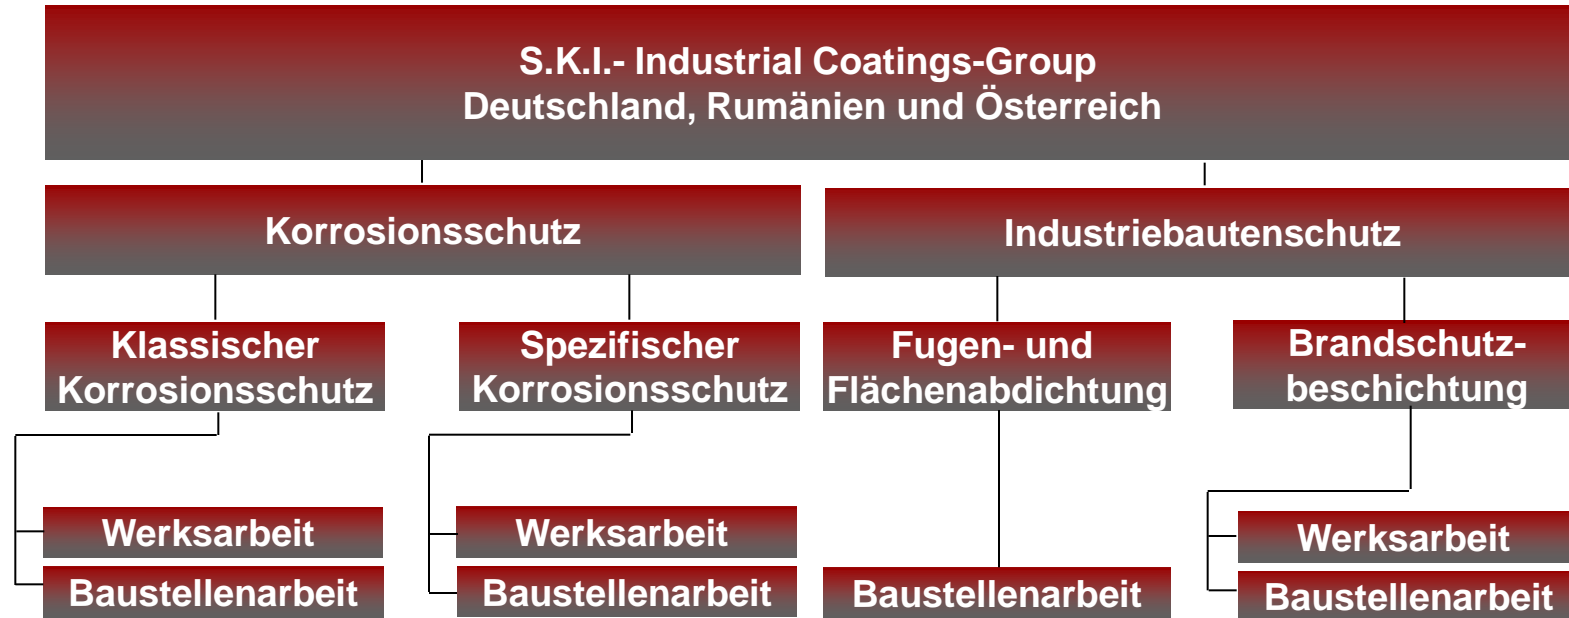 S.K.I.- Industrial Coatings-Group
Deutschland, Rumänien und Österreich
Korrosionsschutz
Industriebautenschutz
Klassischer
Korrosionsschutz
Spezifischer
Korrosionsschutz
Fugen- und
Flächenabdichtung
Brandschutz-
beschichtung
Werksarbeit
Baustellenarbeit
Werksarbeit
Baustellenarbeit
Baustellenarbeit
Werksarbeit
Baustellenarbeit